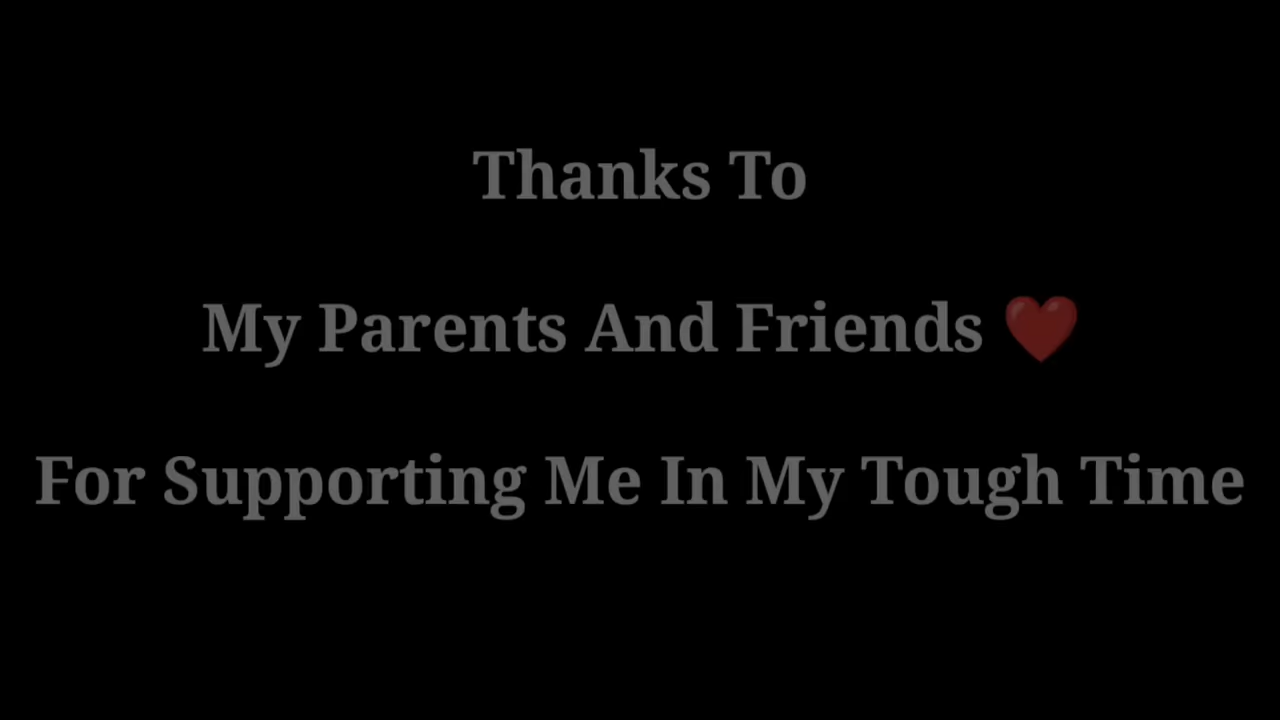 Thanks To
My Parents And Friends ❤️
For Supporting Me In My Tough Time